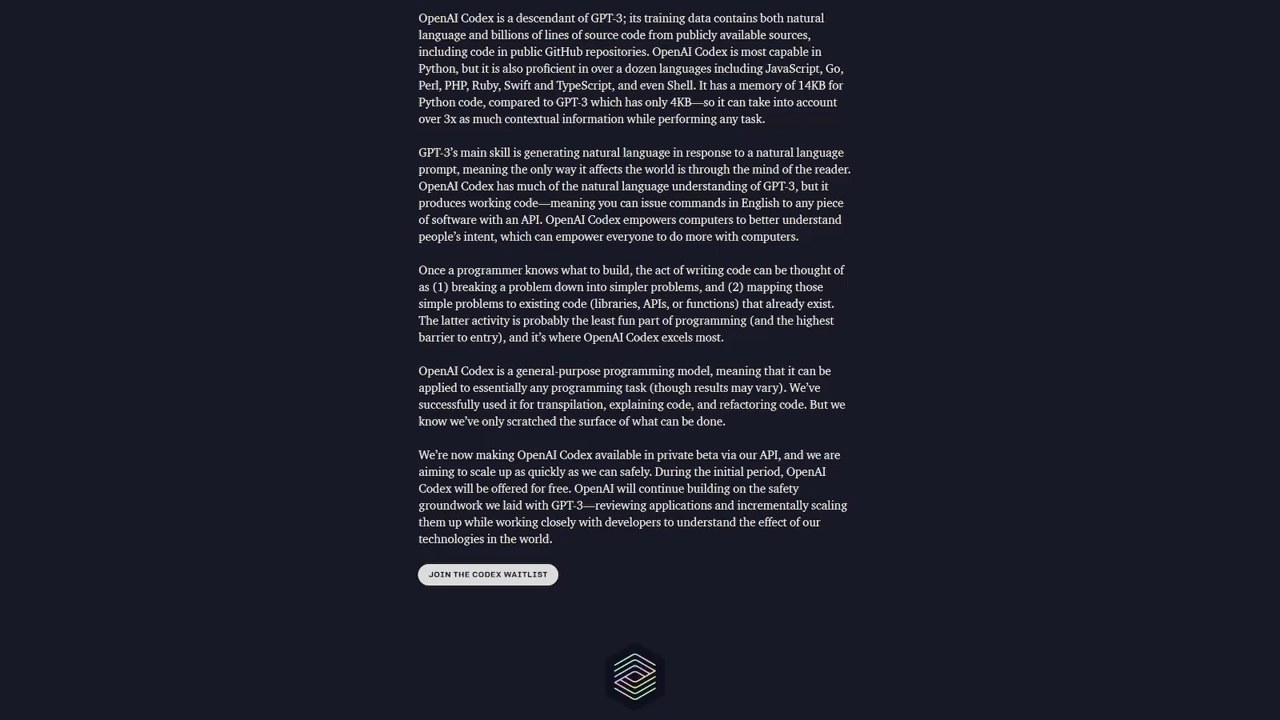 OpenAI Codex is a descendant of GPT-3; its training data contains both natural
language and billions of lines of source code from publicly available sources,
including code in public GitHub repositories. OpenAI Codex is most capable in
Python, but it is also proficient in over a dozen languages including JavaScript, Go,
Perl, PHP, Ruby, Swift and TypeScript, and even Shell. It has a memory of 14KB for
Python code, compared to GPT-3 which has only 4KB—so it can take into account
over 3x as much contextual information while performing any task.
GPT-3’s main skill is generating natural language in response to a natural language
prompt, meaning the only way it affects the world is through the mind of the reader.
OpenAI Codex has much of the natural language understanding of GPT-3, but it
produces working code—meaning you can issue commands in English to any piece
of software with an API. OpenAI Codex empowers computers to better understand
people’s intent, which can empower everyone to do more with computers.
Once a programmer knows what to build, the act of writing code can be thought of
as (1) breaking a problem down into simpler problems, and (2) mapping those
simple problems to existing code (libraries, APIs, or functions) that already exist.
The latter activity is probably the least fun part of programming (and the highest
barrier to entry), and it’s where OpenAI Codex excels most.
OpenAI Codex is a general-purpose programming model, meaning that it can be
applied to essentially any programming task (though results may vary). We’ve
successfully used it for transpilation, explaining code, and refactoring code. But we
know we’ve only scratched the surface of what can be done.
We’re now making OpenAI Codex available in private beta via our API, and we are
aiming to scale up as quickly as we can safely. During the initial period, OpenAI
Codex will be offered for free. OpenAI will continue building on the safety
groundwork we laid with GPT-3—reviewing applications and incrementally scaling
them up while working closely with developers to understand the effect of our
technologies in the world.
JOIN THE CODEX WAITLIST